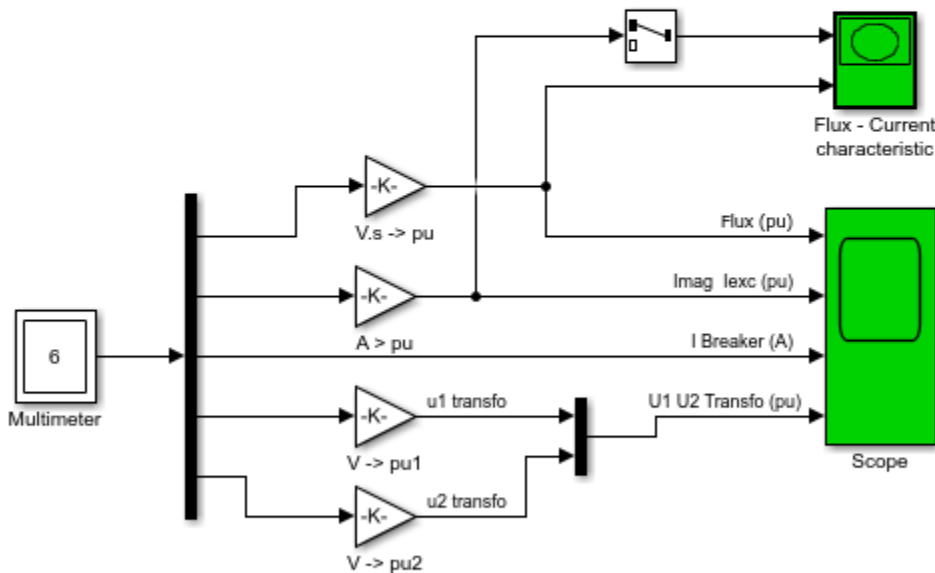 Flux - Current
characteristic
-K-
V.s -> pu
Flux (pu)
-K-
A > pu
Imag Iexc (pu)
6
Multimeter
I Breaker (A)
-K-
V -> pu1
u1 transfo
U1 U2 Transfo (pu)
Scope
-K-
V -> pu2
u2 transfo